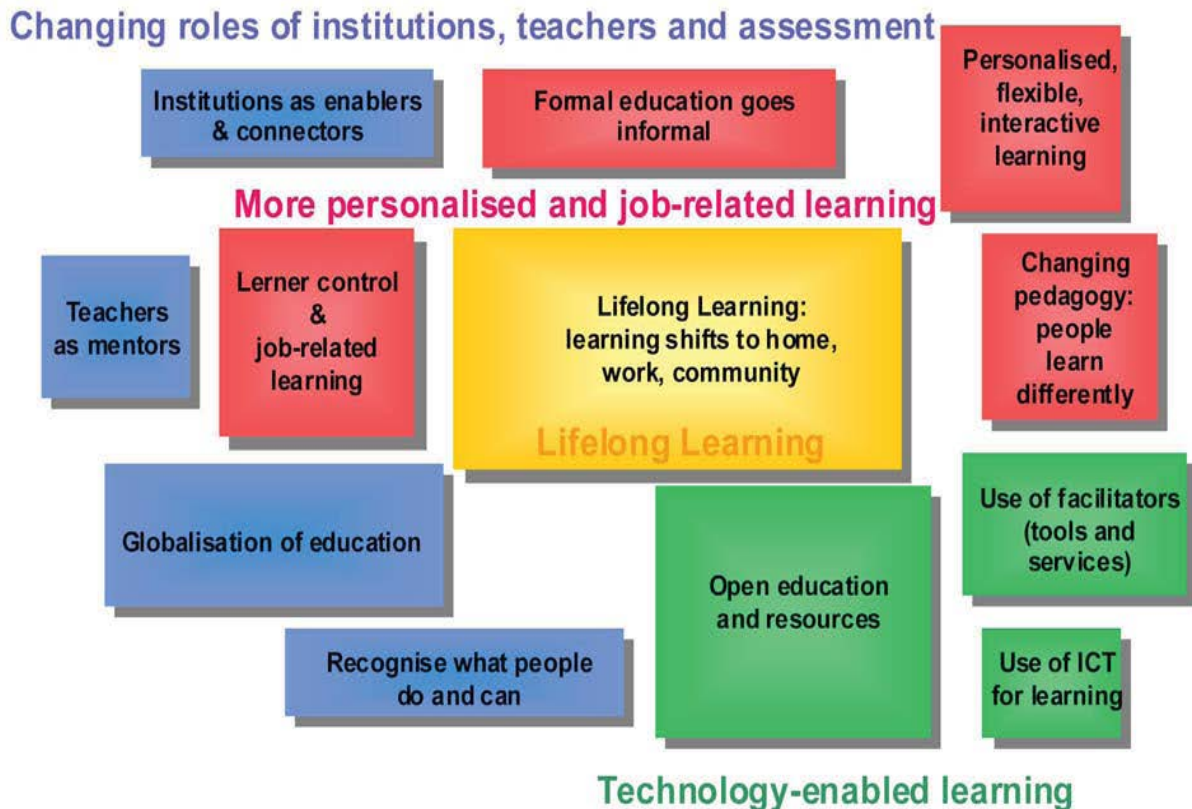 Changing roles of institutions, teachers and assessment
Institutions as enablers
& connectors
Formal education goes
informal
Personalised,
flexible,
interactive
learning
More personalised and job-related learning
Teachers
as mentors
Lerner control
&
job-related
learning
Lifelong Learning:
learning shifts to home,
work, community
Lifelong Learning
Changing
pedagogy:
people
learn
differently
Globalisation of education
Open education
and resources
Use of facilitators
(tools and
services)
Recognise what people
do and can
Use of ICT
for learning
Technology-enabled learning